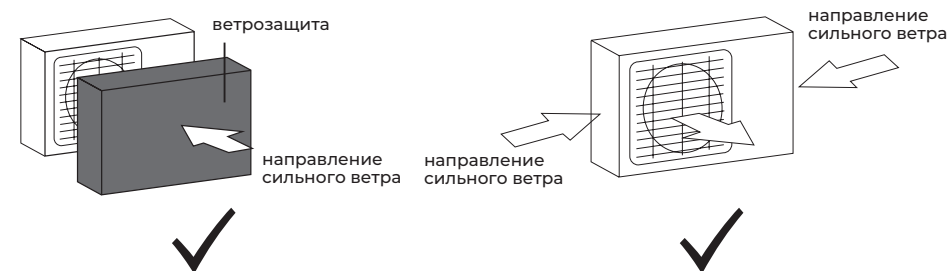 ветрозащита
направление
сильного ветра
направление
сильного ветра
направление
сильного ветра